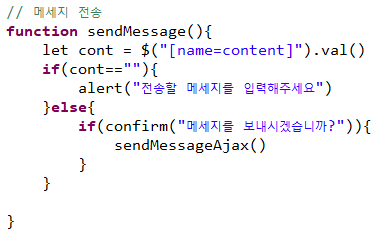 // 메세지 전송
function sendMessage(){
    let cont = $("[name=content]").val()
    if(cont==""){
        alert("전송할 메세지를 입력해주세요")
    }else{
        if(confirm("메세지를 보내시겠습니까?")){
            sendMessageAjax()
        }
    }

}